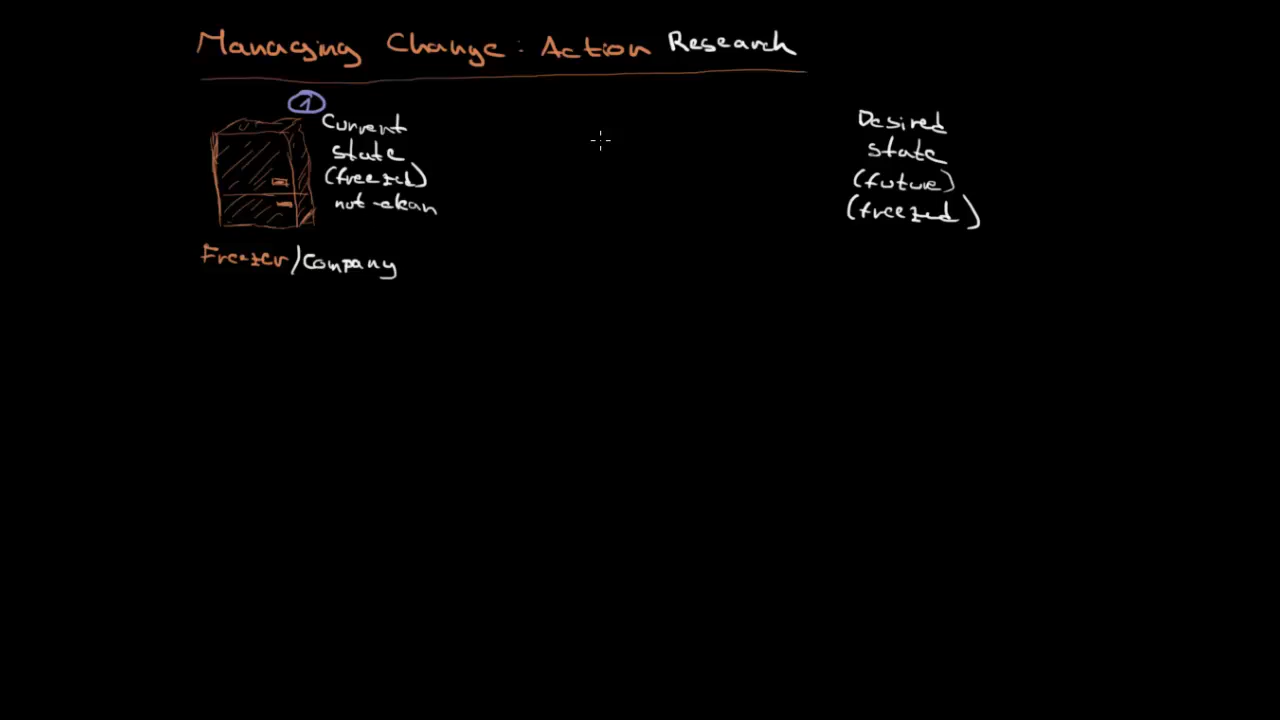 Managing Change: Action Research
1
Current
state
(freezed)
not clean
Freezer/Company
Desired
state
(future)
(freezed)